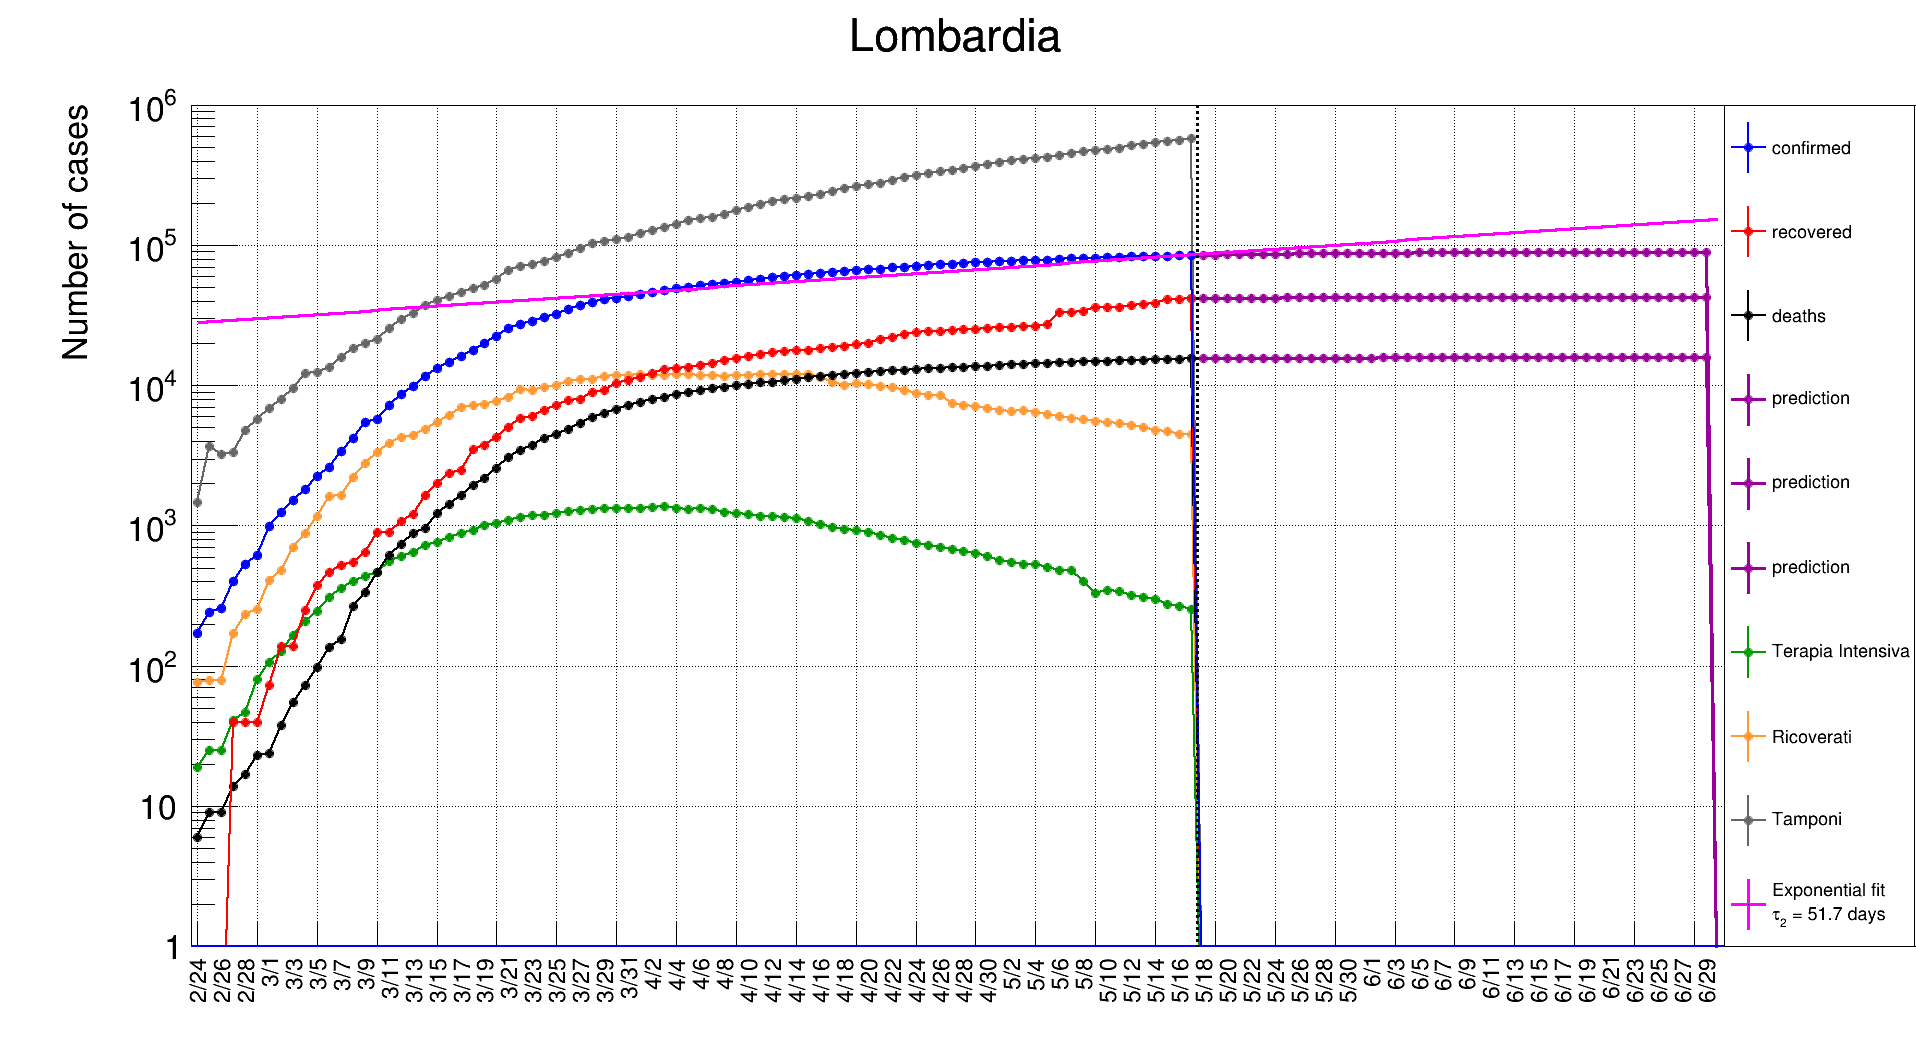 Lombardia
Number of cases
10^6
10^5
10^4
10^3
10^2
10
1
2/24 2/26 2/28 3/1 3/3 3/5 3/7 3/9 3/11 3/13 3/15 3/17 3/19 3/21 3/23 3/25 3/27 3/29 3/31 4/2 4/4 4/6 4/8 4/10 4/12 4/14 4/16 4/18 4/20 4/22 4/24 4/26 4/28 4/30 5/2 5/4 5/6 5/8 5/10 5/12 5/14 5/16 5/18 5/20 5/22 5/24 5/26 5/28 5/30 6/1 6/3 6/5 6/7 6/9 6/11 6/13 6/15 6/17 6/19 6/21 6/23 6/25 6/27 6/29
confirmed
recovered
deaths
prediction
prediction
prediction
Terapia Intensiva
Ricoverati
Tamponi
Exponential fit
τ₂ = 51.7 days